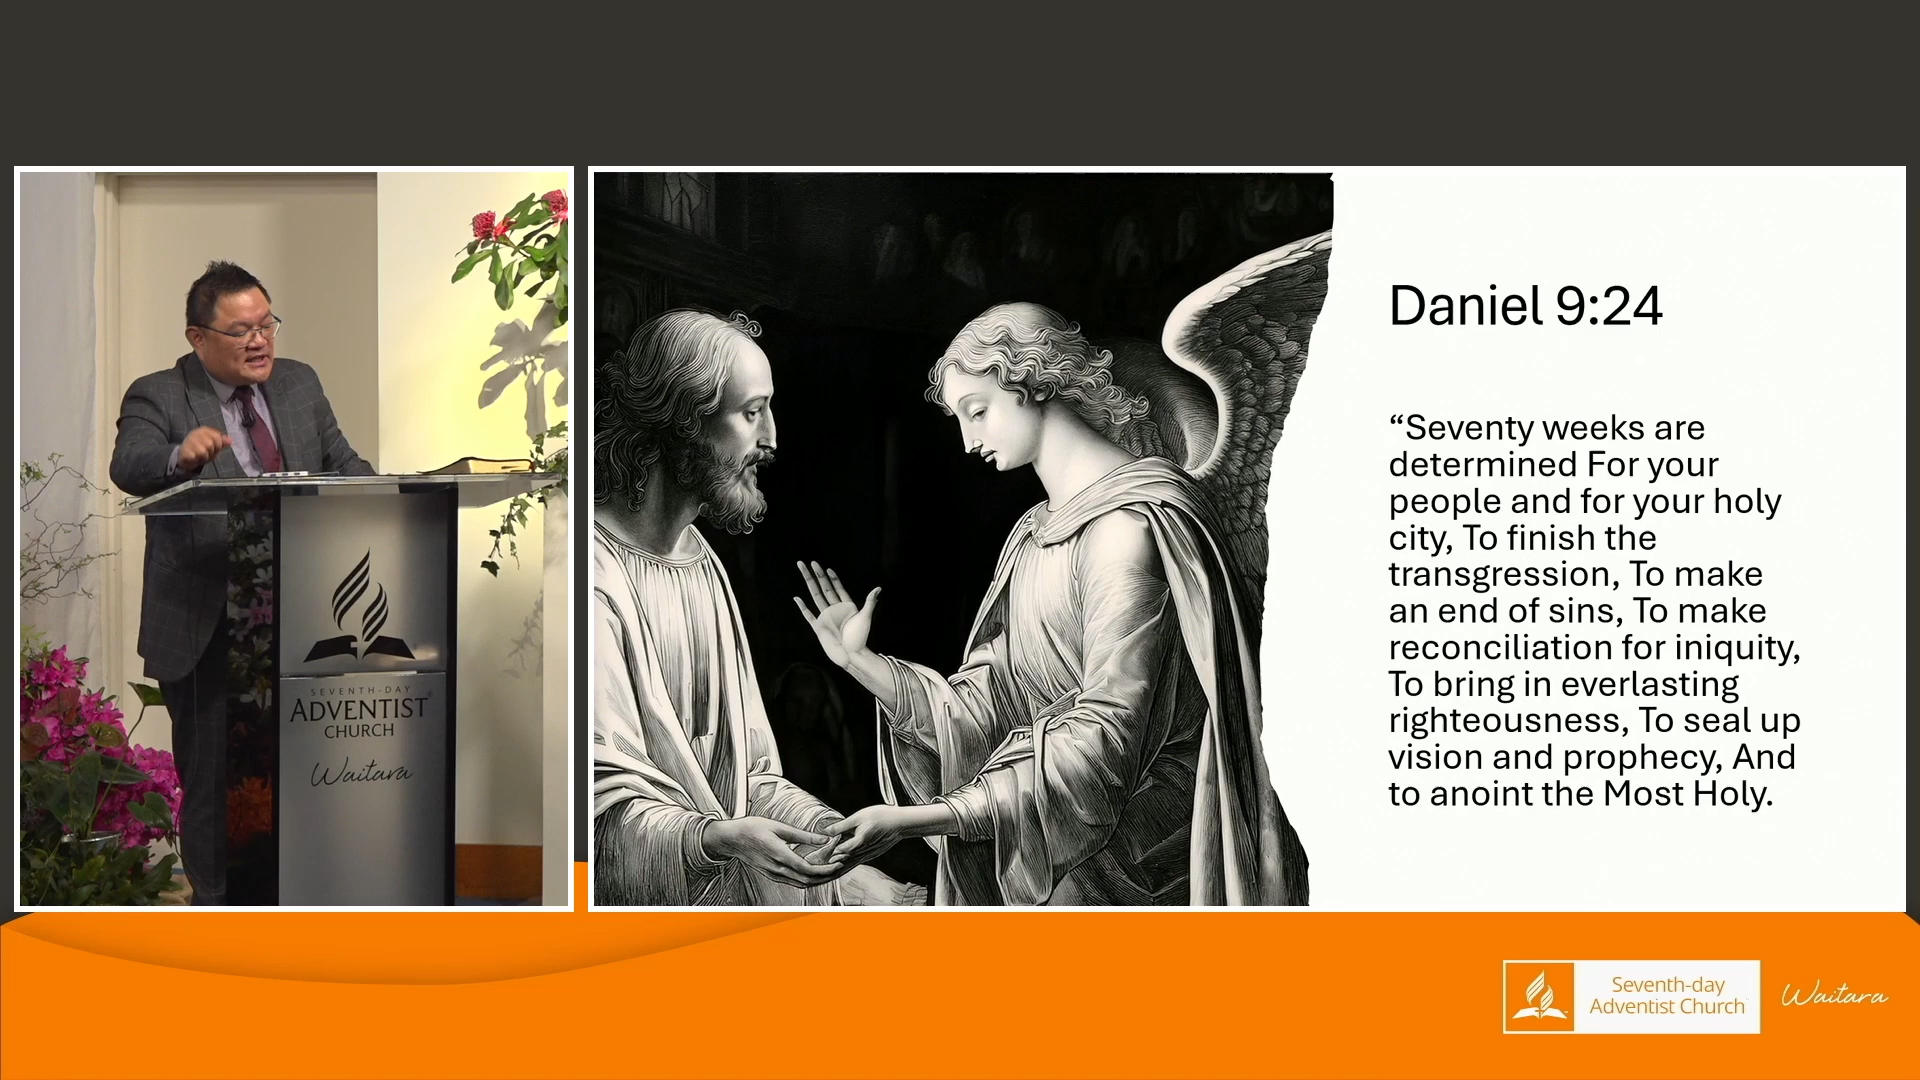 SEVENTH-DAY
ADVENTIST
CHURCH
Waitara
Daniel 9:24
“Seventy weeks are
determined For your
people and for your holy
city, To finish the
transgression, To make
an end of sins, To make
reconciliation for iniquity,
To bring in everlasting
righteousness, To seal up
vision and prophecy, And
to anoint the Most Holy.
Seventh-day
Adventist Church
Waitara